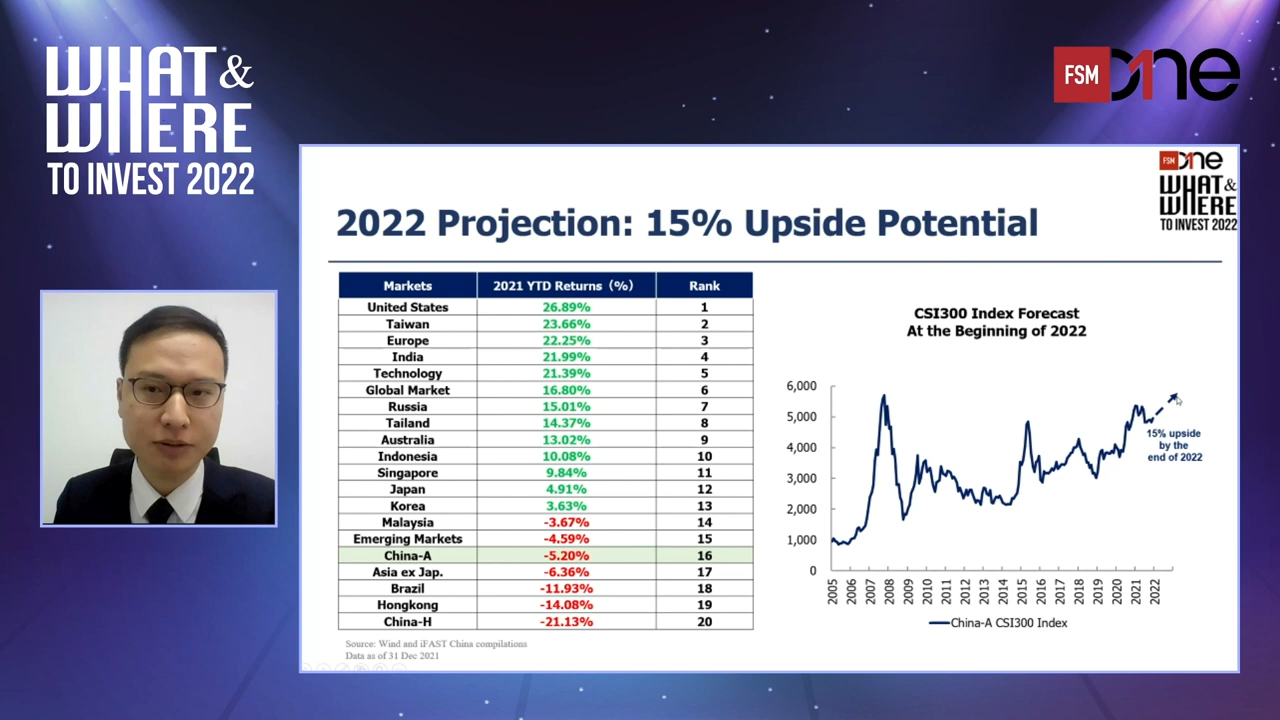 WHAT &
WHERE
TO INVEST 2022
FSM One
FSM One
WHAT &
WHERE
TO INVEST 2022
2022 Projection: 15% Upside Potential
Markets 2021 YTD Returns (%) Rank
United States 26.89% 1
Taiwan 23.66% 2
Europe 22.25% 3
India 21.99% 4
Technology 21.39% 5
Global Market 16.80% 6
Russia 15.01% 7
Tailand 14.37% 8
Australia 13.02% 9
Indonesia 10.08% 10
Singapore 9.84% 11
Japan 4.91% 12
Korea 3.63% 13
Malaysia -3.67% 14
Emerging Markets -4.59% 15
China-A -5.20% 16
Asia ex Jap. -6.36% 17
Brazil -11.93% 18
Hongkong -14.08% 19
China-H -21.13% 20
Source: Wind and iFAST China compilations
Data as of 31 Dec 2021
CSI300 Index Forecast
At the Beginning of 2022
6,000
5,000
4,000
3,000
2,000
1,000
0
15% upside
by the
end of 2022
2005 2006 2007 2008 2009 2010 2011 2012 2013 2014 2015 2016 2017 2018 2019 2020 2021 2022
China-A CSI300 Index